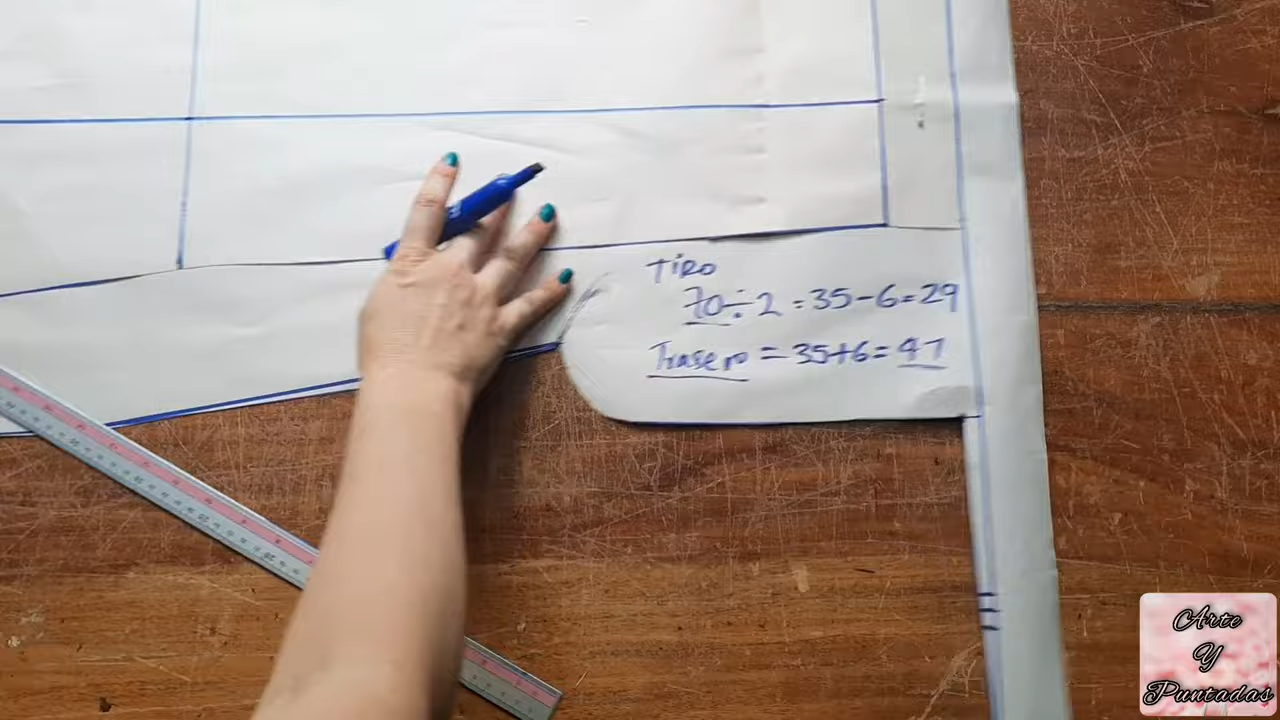 TiRO
70÷2=35-6=29
Trasero=35+6=41
Arte
Y
Puntadas